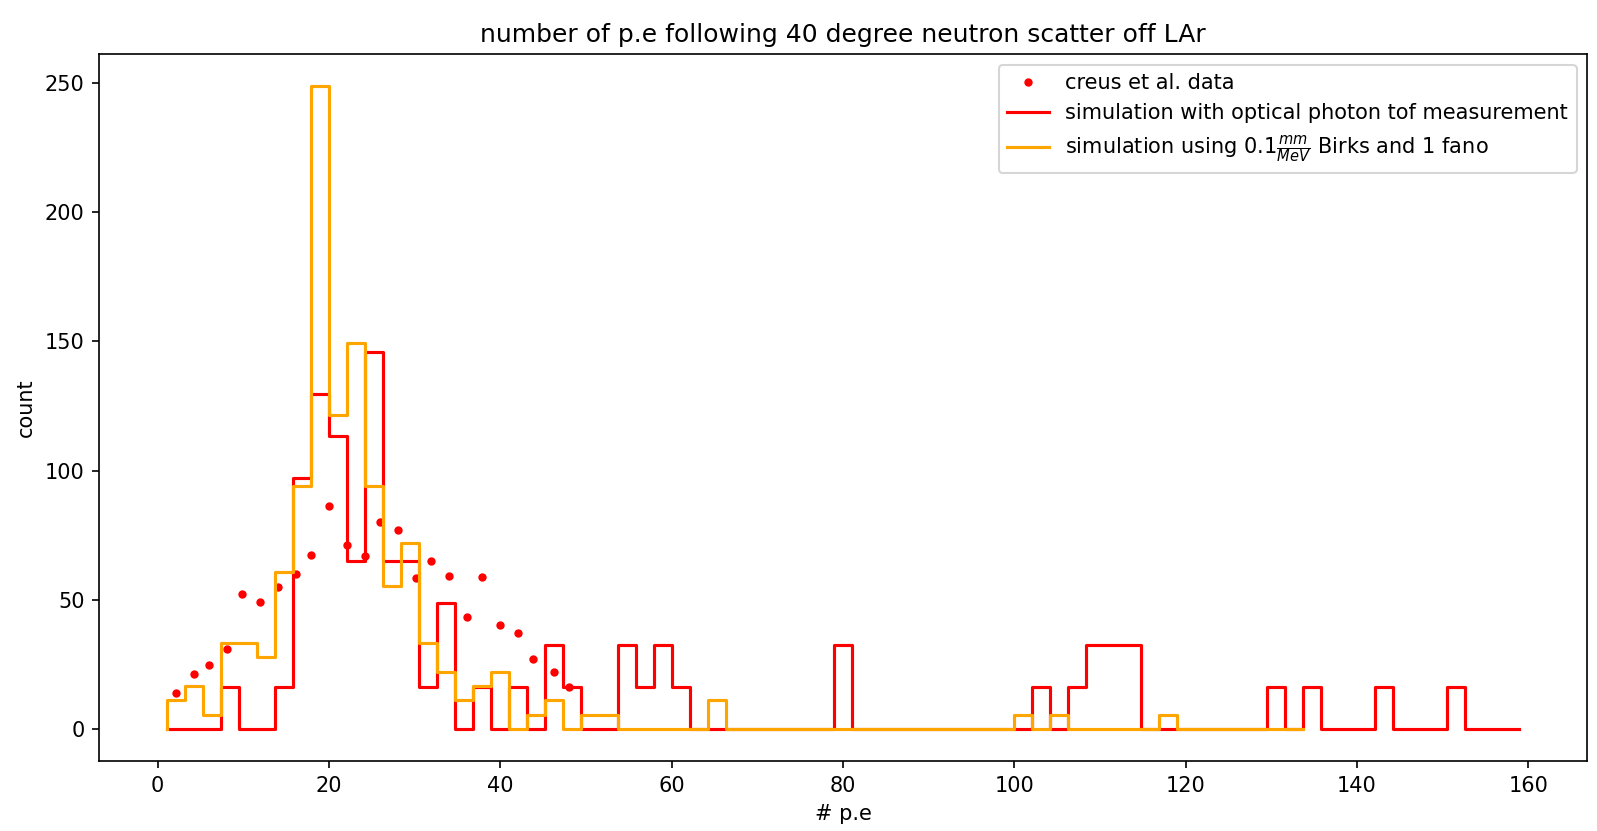 number of p.e following 40 degree neutron scatter off LAr
creus et al. data
simulation with optical photon tof measurement
simulation using 0.1 mm/MeV Birks and 1 fano
count
250
200
150
100
50
0
0 20 40 60 80 100 120 140 160
# p.e